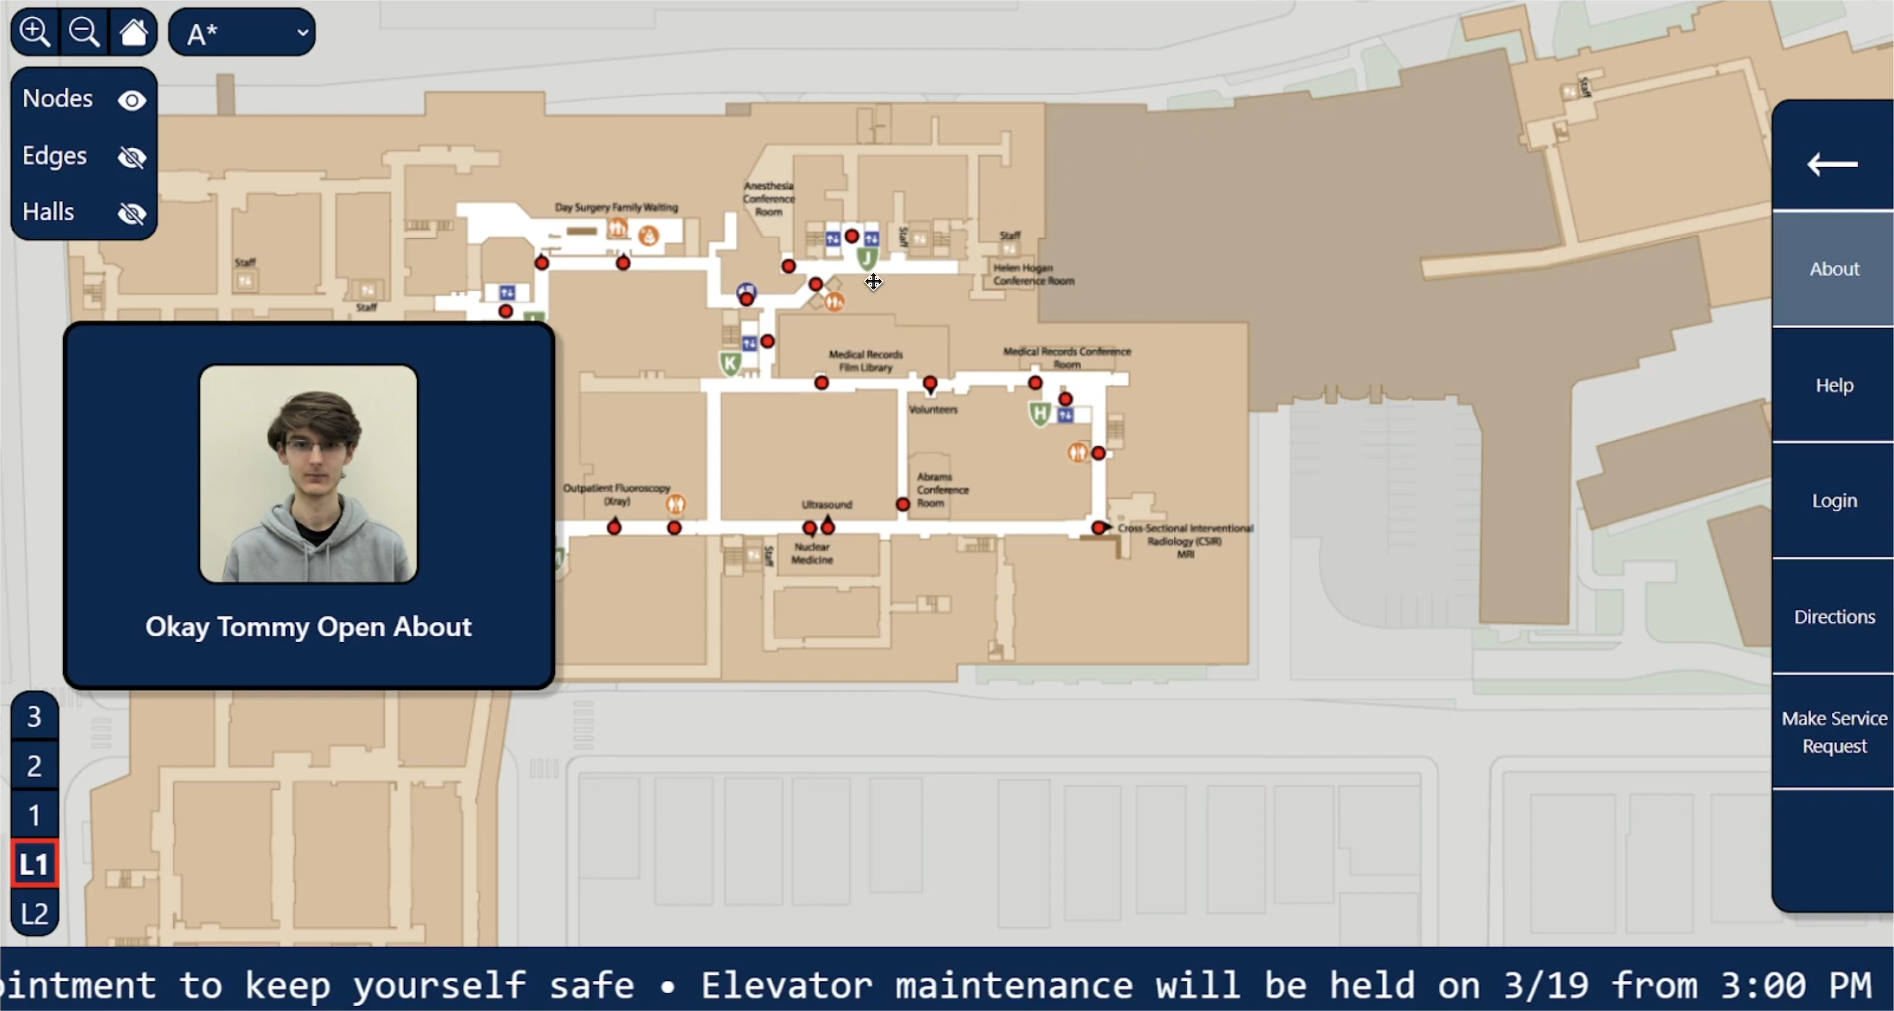 A*
Nodes
Edges
Halls
Day Surgery Family Waiting
Anesthesia
Conference
Room
Staff
Staff
Staff
Staff
Staff
J
Helen Hogan
Conference Room
K
Medical Records
Film Library
Medical Records Conference
Room
Volunteers
H
Outpatient Fluoroscopy
(Xray)
Ultrasound
Abrams
Conference
Room
Nuclear
Medicine
Staff
Cross-Sectional Interventional
Radiology (CSIR)
MRI
Okay Tommy Open About
3
2
1
L1
L2
About
Help
Login
Directions
Make Service
Request
to keep yourself safe • Elevator maintenance will be held on 3/19 from 3:00 PM